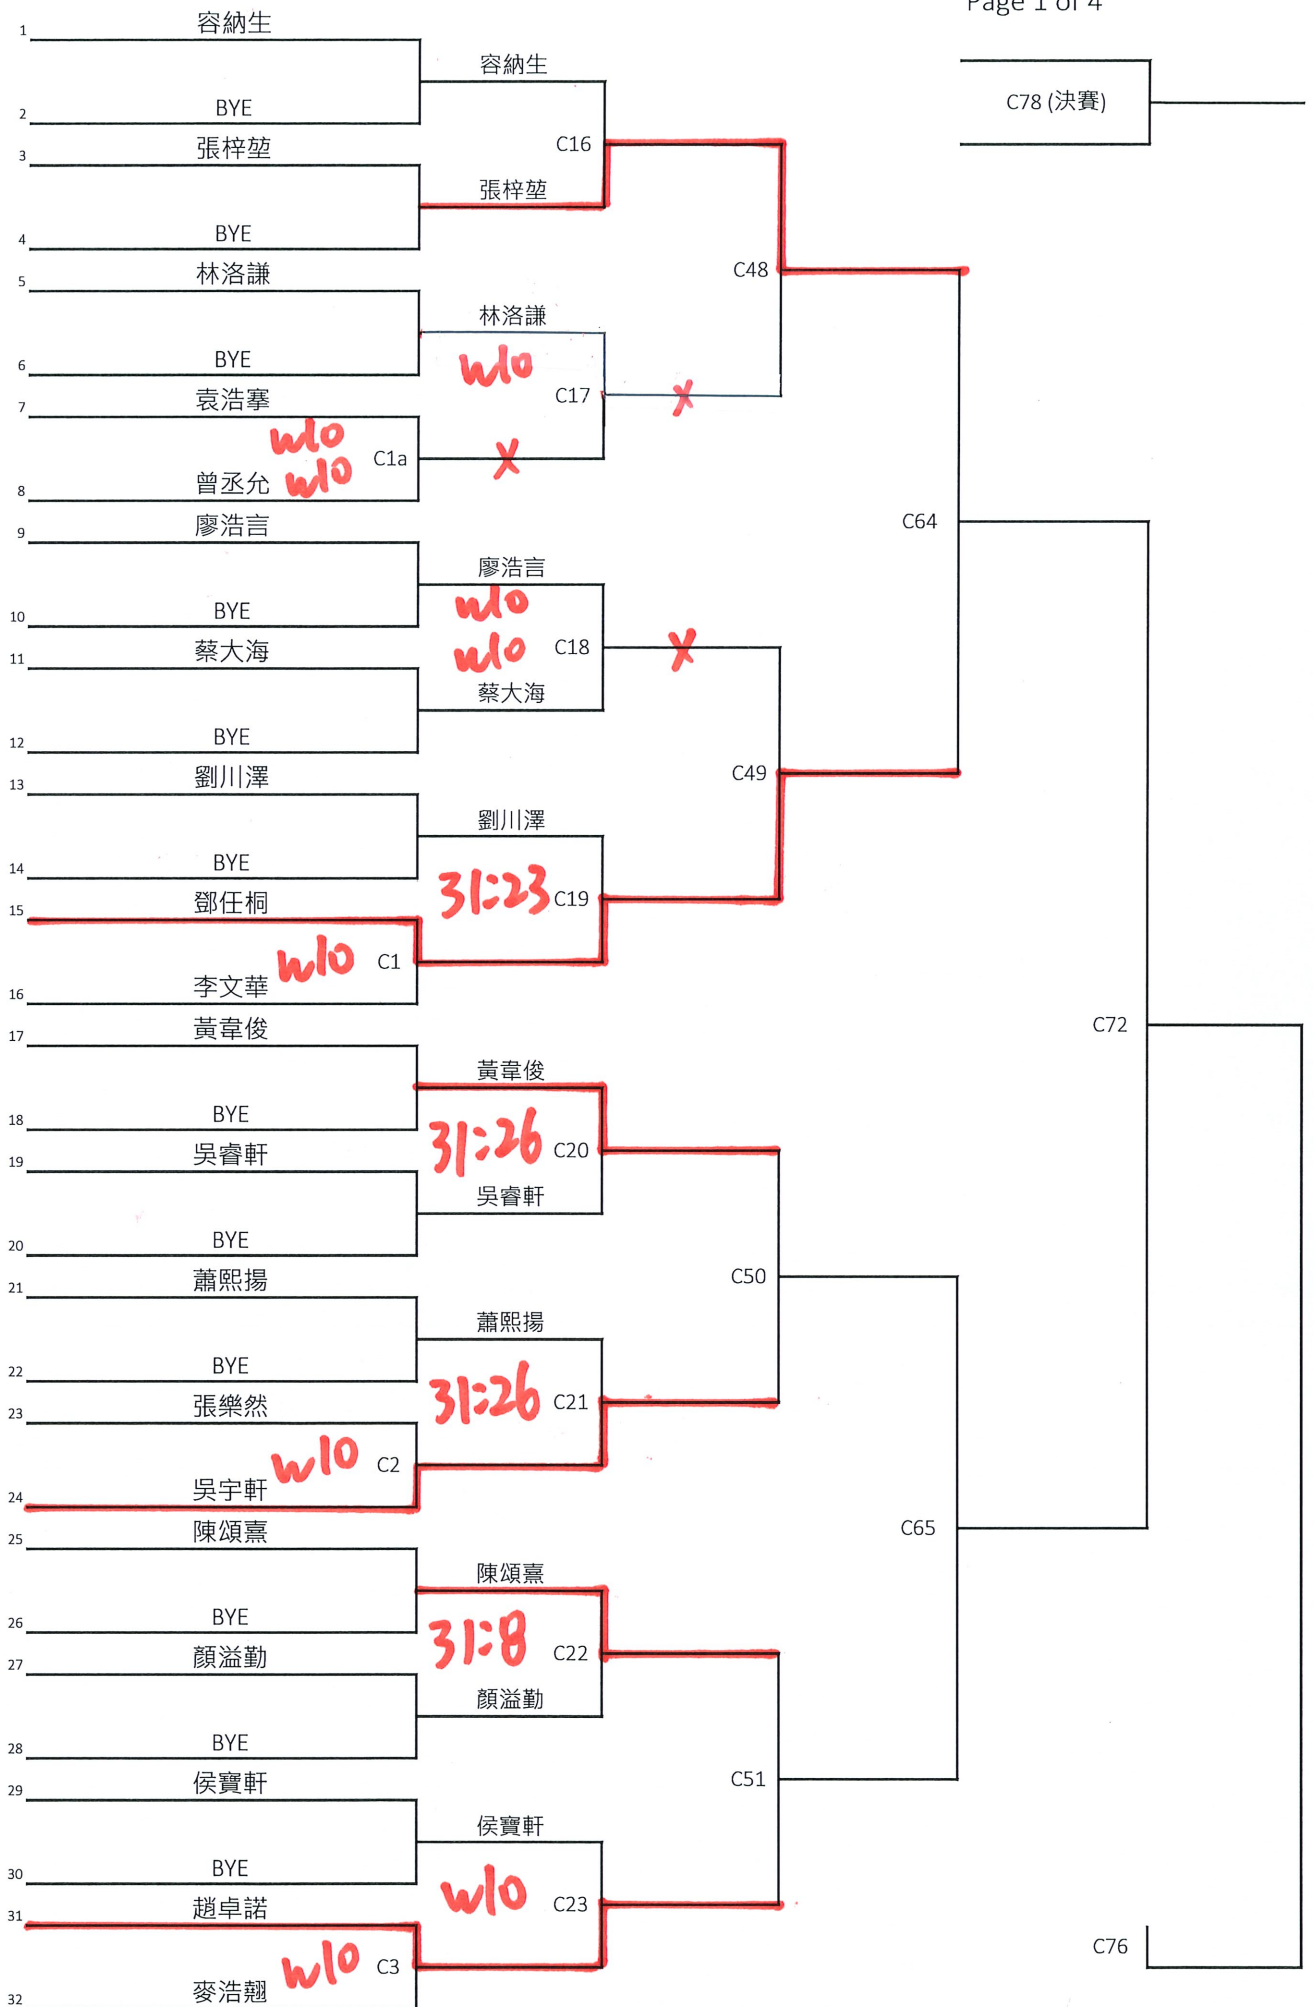 Page 1 of 4
1 容納生
容納生
C78 (決賽)
2 BYE
C16
3 張梓堃
張梓堃
4 BYE
C48
5 林洛謙
林洛謙
6 BYE
w/o
C17 X
7 袁浩搴
w/o
C1a X
w/o
8 曾丞允
C64
9 廖浩言
廖浩言
w/o
10 BYE
w/o C18 X
11 蔡大海
蔡大海
12 BYE
C49
13 劉川澤
劉川澤
14 BYE
31:23 C19
15 鄧任桐
w/o C1
16 李文華
C72
17 黃韋俊
黃韋俊
18 BYE
31:26 C20
19 吳睿軒
吳睿軒
20 BYE
C50
21 蕭熙揚
蕭熙揚
22 BYE
31:26 C21
23 張樂然
w/o C2
24 吳宇軒
C65
25 陳頌熹
陳頌熹
26 BYE
31:8 C22
27 顏溢勤
顏溢勤
28 BYE
C51
29 侯寶軒
侯寶軒
30 BYE
w/o C23
31 趙卓諾
C76
w/o C3
32 麥浩翹